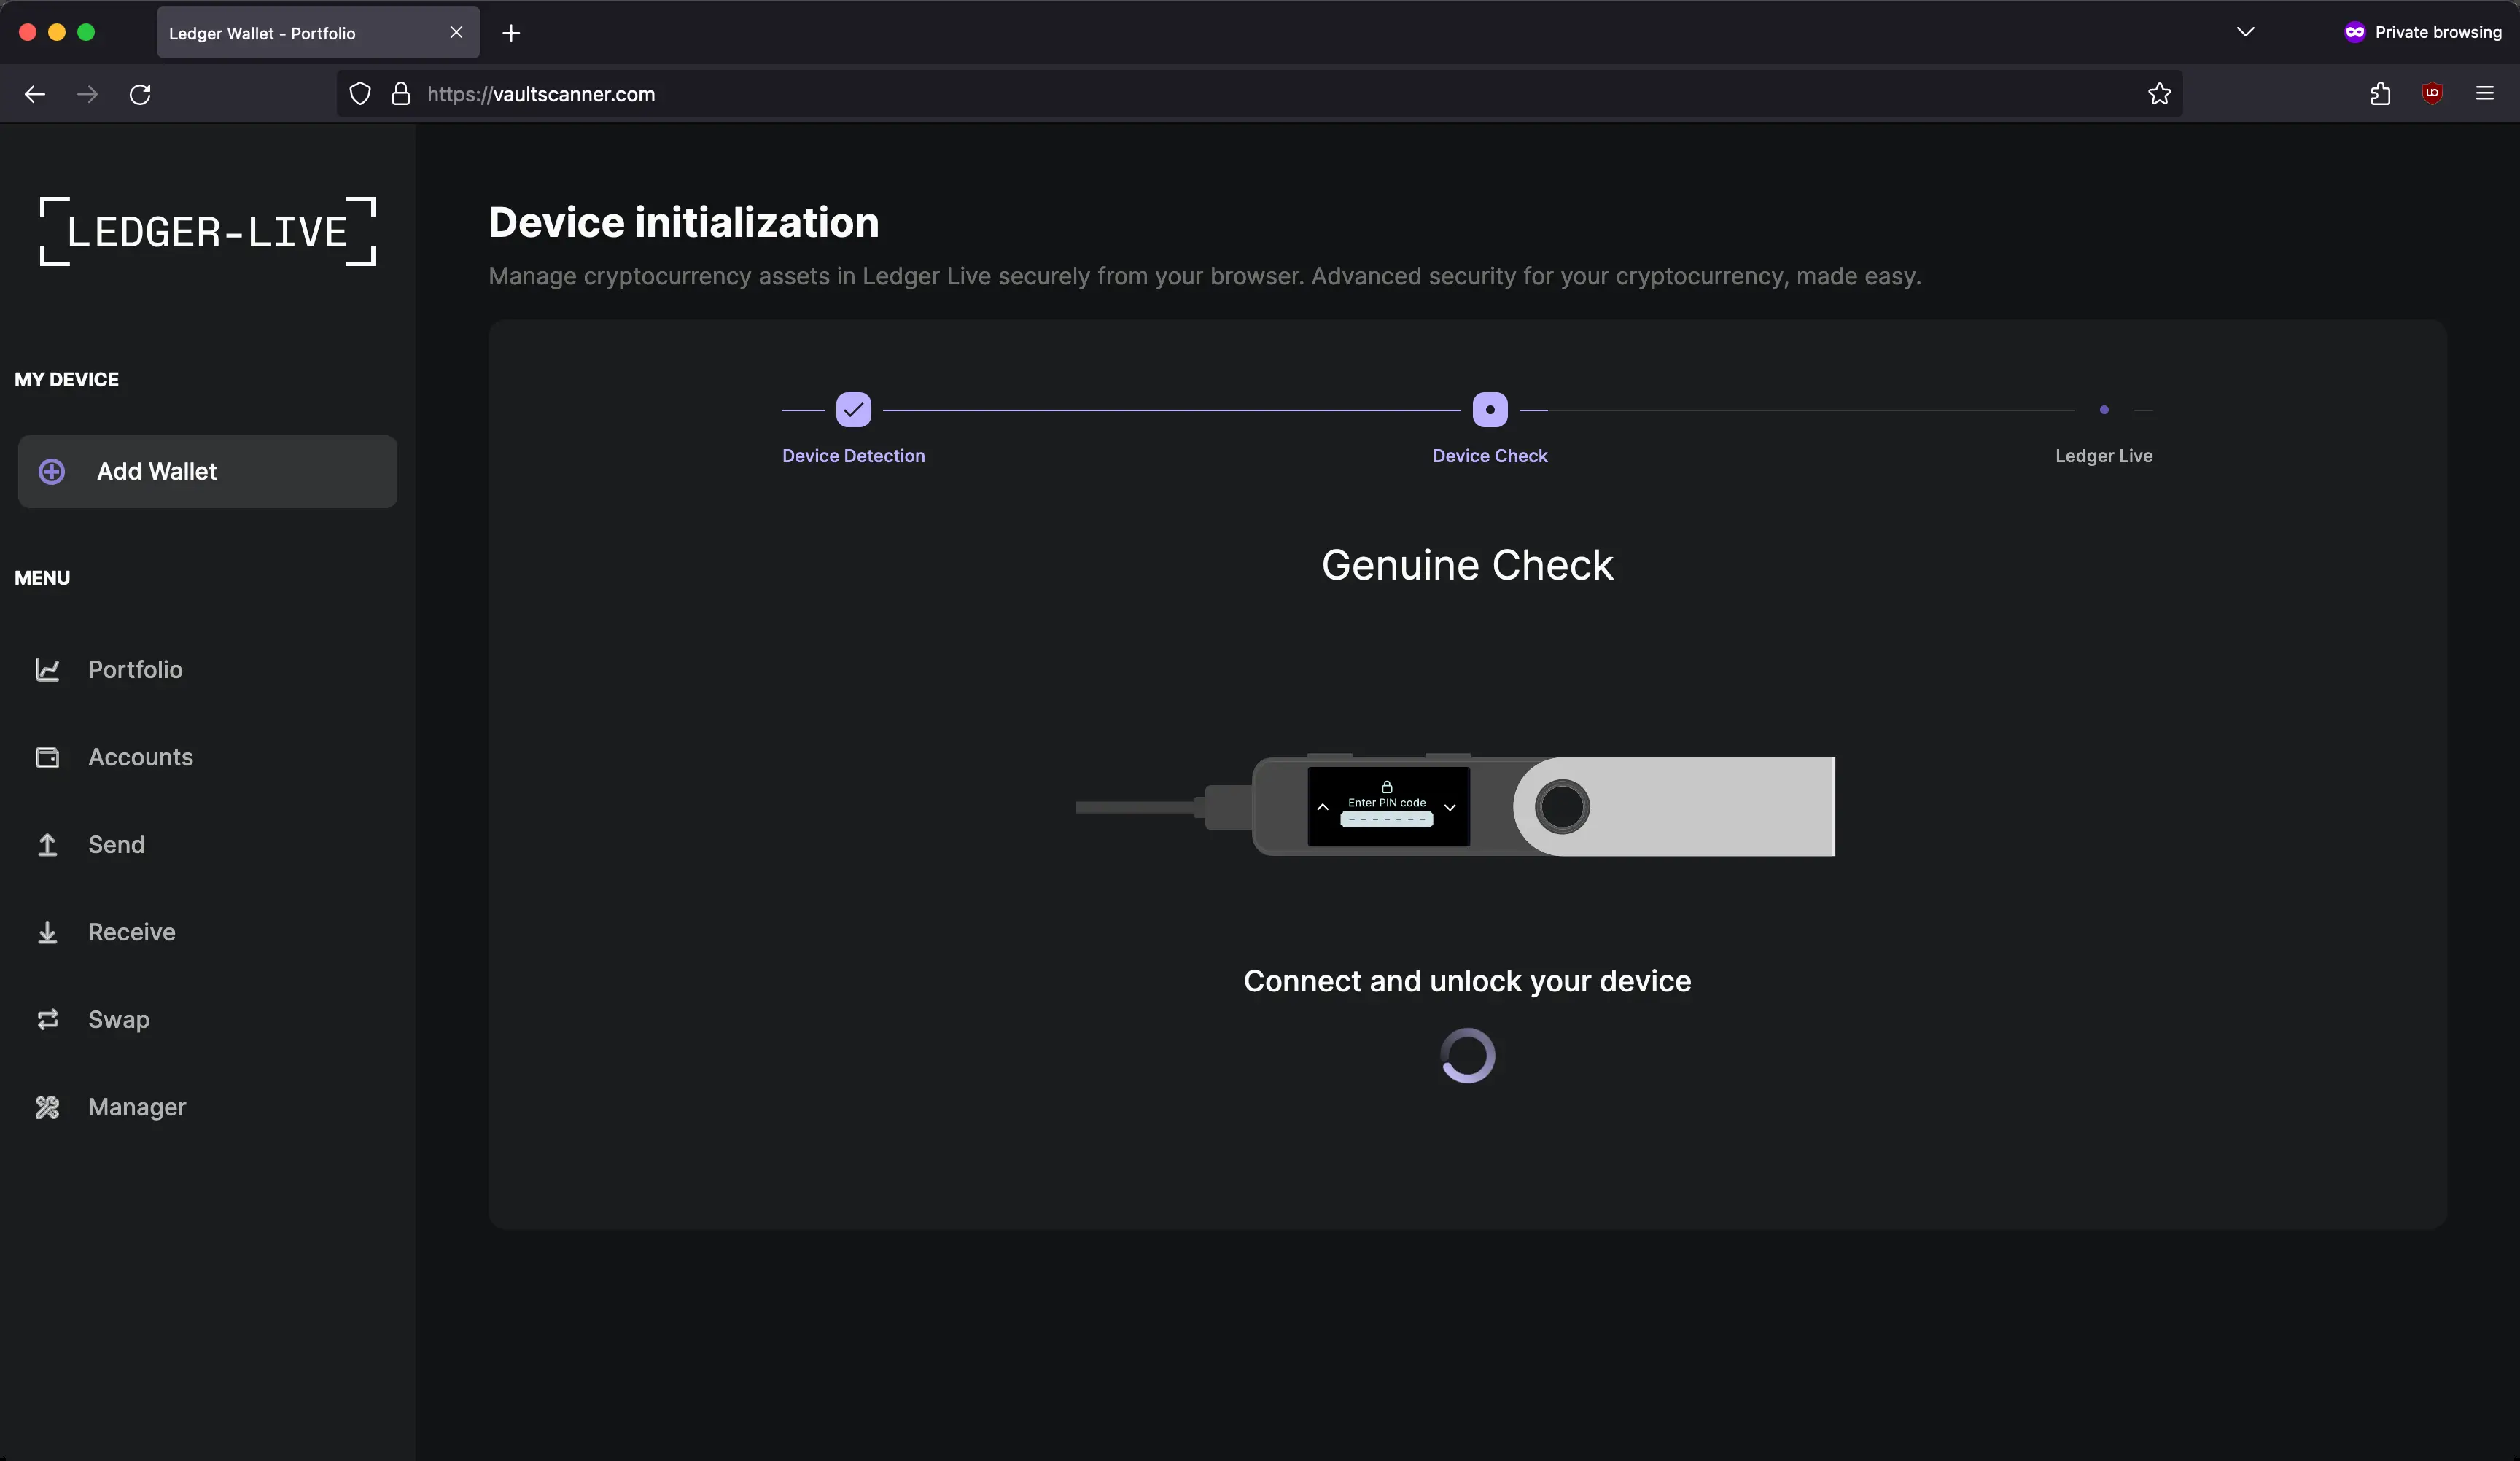 Ledger Wallet - Portfolio
Private browsing
https://vaultscanner.com
LEDGER-LIVE
MY DEVICE
Add Wallet
MENU
Portfolio
Accounts
Send
Receive
Swap
Manager
Device initialization
Manage cryptocurrency assets in Ledger Live securely from your browser. Advanced security for your cryptocurrency, made easy.
Device Detection
Device Check
Ledger Live
Genuine Check
Enter PIN code
- - - - - - -
Connect and unlock your device